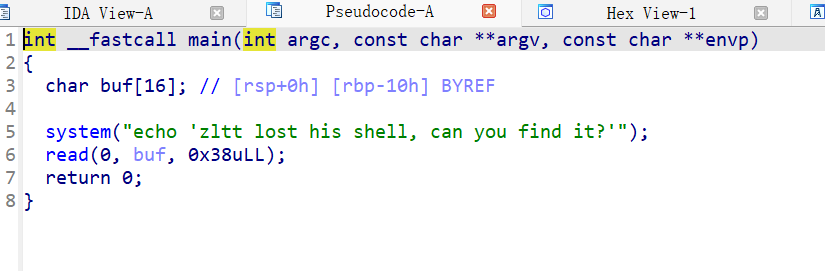 IDA View-A Pseudocode-A Hex View-1
1 int __fastcall main(int argc, const char **argv, const char **envp)
2 {
3 char buf[16]; // [rsp+0h] [rbp-10h] BYREF
4
5 system("echo 'zltt lost his shell, can you find it?'");
6 read(0, buf, 0x38uLL);
7 return 0;
8 }